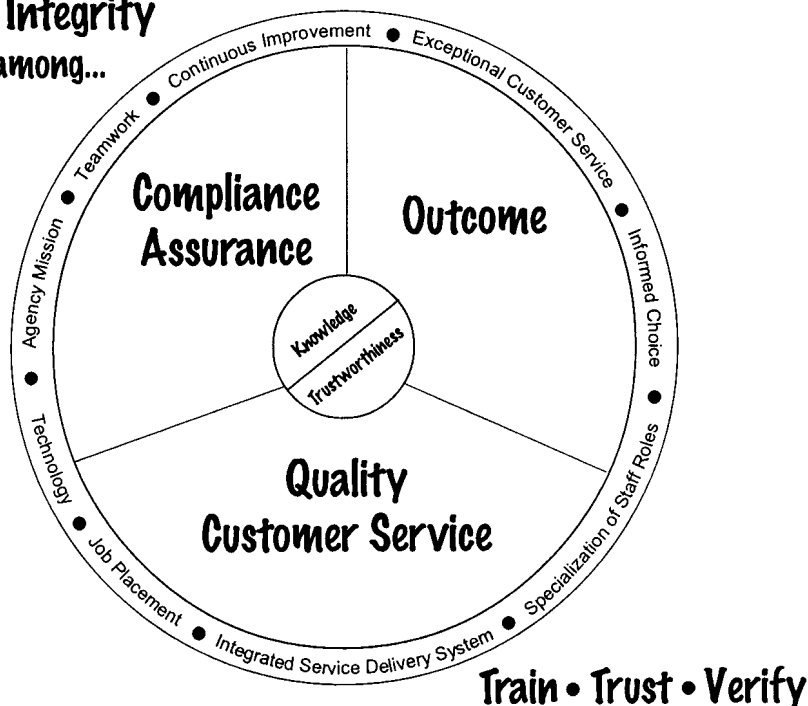 Integrity
among...
Continuous Improvement • Exceptional Customer Service • Informed Choice • Specialization of Staff Roles • Integrated Service Delivery System • Job Placement • Technology • Agency Mission • Teamwork •
Compliance
Assurance
Outcome
Knowledge
Trustworthiness
Quality
Customer Service
Train • Trust • Verify